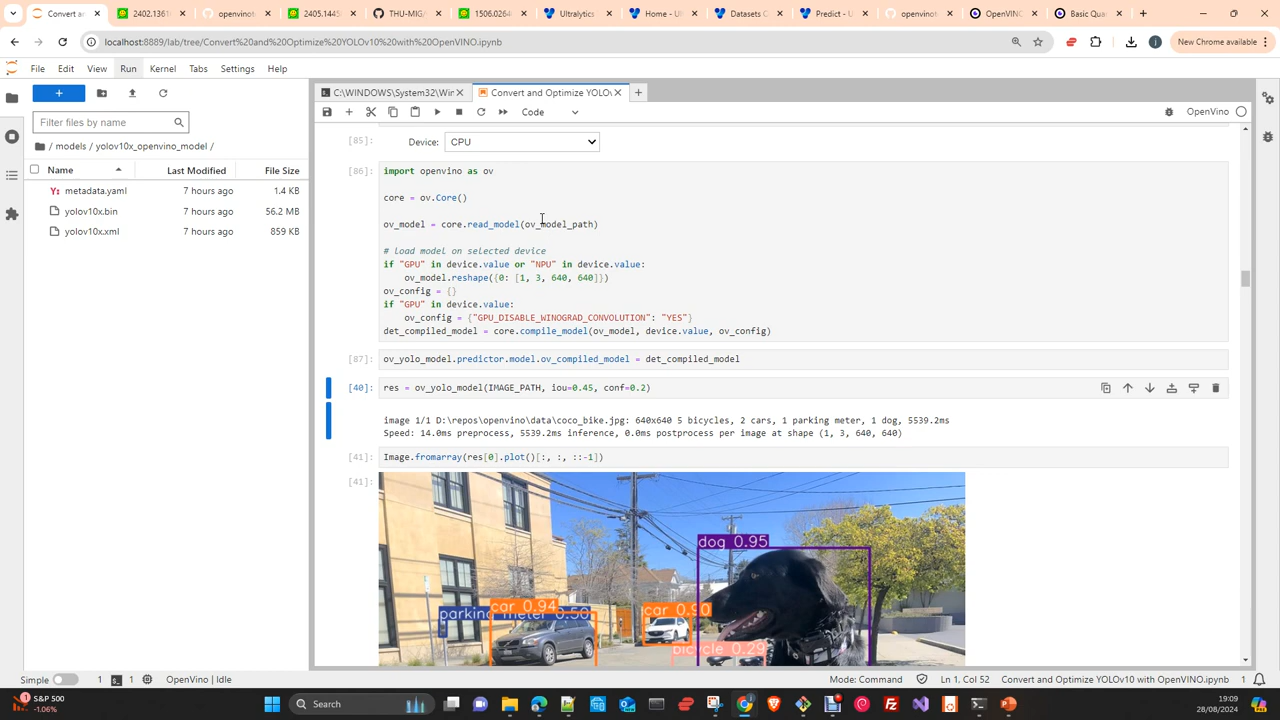 Convert a
2402.1361
openvinoto
2405.1445
THU-MIG
1506.0264
Ultralytics
Home - Ul
Datasets C
Predict - U
openvinot
OpenVINO
Basic Qua
localhost:8889/lab/tree/Convert%20and%20Optimize%20YOLOv10%20with%20OpenVINO.ipynb
New Chrome available
File Edit View Run Kernel Tabs Settings Help
C:\WINDOWS\System32\Win
Convert and Optimize YOLO
Filter files by name
Code
OpenVino
/ models / yolov10x_openvino_model /
Name Last Modified File Size
metadata.yaml 7 hours ago 1.4 KB
yolov10x.bin 7 hours ago 56.2 MB
yolov10x.xml 7 hours ago 859 KB
[85]: Device: CPU
[86]: import openvino as ov
core = ov.Core()
ov_model = core.read_model(ov_model_path)
# load model on selected device
if "GPU" in device.value or "NPU" in device.value:
ov_model.reshape({0: [1, 3, 640, 640]})
ov_config = {}
if "GPU" in device.value:
ov_config = {"GPU_DISABLE_WINOGRAD_CONVOLUTION": "YES"}
det_compiled_model = core.compile_model(ov_model, device.value, ov_config)
[87]: ov_yolo_model.predictor.model.ov_compiled_model = det_compiled_model
[40]: res = ov_yolo_model(IMAGE_PATH, iou=0.45, conf=0.2)
image 1/1 D:\repos\openvino\data\coco_bike.jpg: 640x640 5 bicycles, 2 cars, 1 parking meter, 1 dog, 5539.2ms
Speed: 14.0ms preprocess, 5539.2ms inference, 0.0ms postprocess per image at shape (1, 3, 640, 640)
[41]: Image.fromarray(res[0].plot()[:, :, ::-1])
[41]:
dog 0.95
car 0.94
car 0.90
parking meter 0.50
bicycle 0.29
Simple 1 1 OpenVino | Idle
Mode: Command Ln 1, Col 52 Convert and Optimize YOLOv10 with OpenVINO.ipynb 1
S&P 500
-1.06%
Search
19:09
28/08/2024